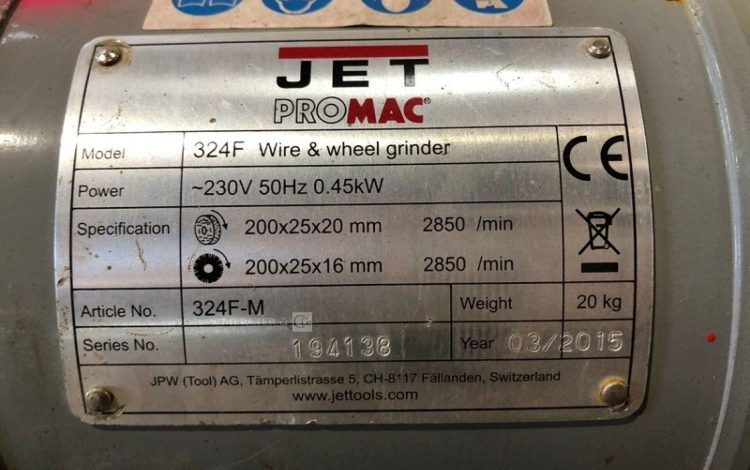 JET
PROMAC®
Model 324F Wire & wheel grinder
CE
Power ~230V 50Hz 0.45kW
Specification 200x25x20 mm 2850 /min
200x25x16 mm 2850 /min
Article No. 324F-M Weight 20 kg
Series No. 194138 Year 03/2015
JPW (Tool) AG, Tämperlistrasse 5, CH-8117 Fällanden, Switzerland
www.jettools.com